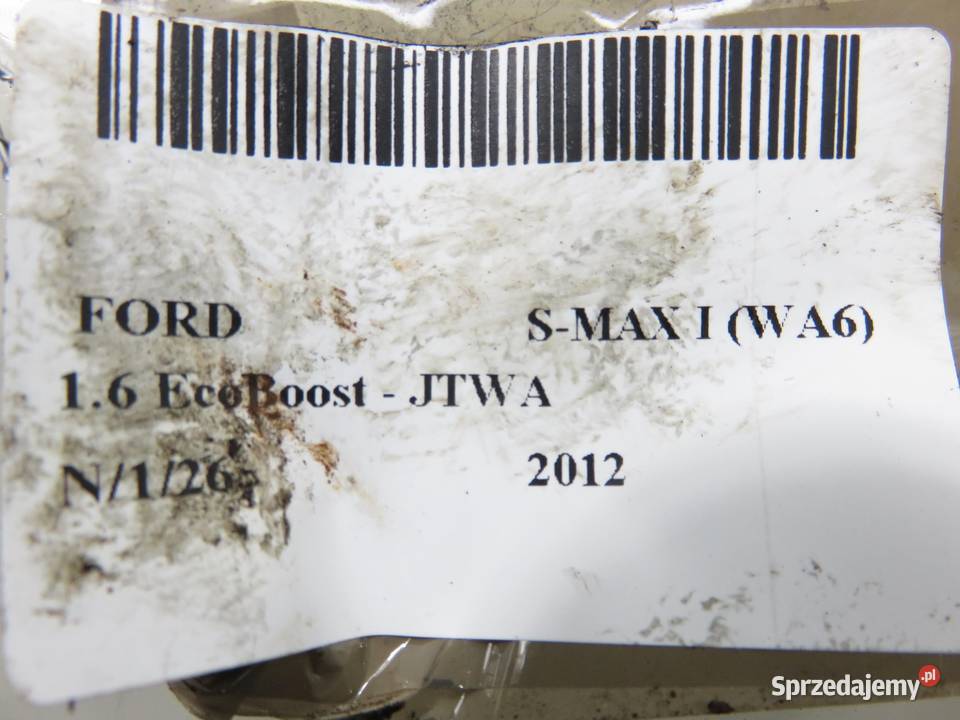 FORD S-MAX I (WA6)
1.6 EcoBoost - JTWA
2012
Sprzedajemy.pl